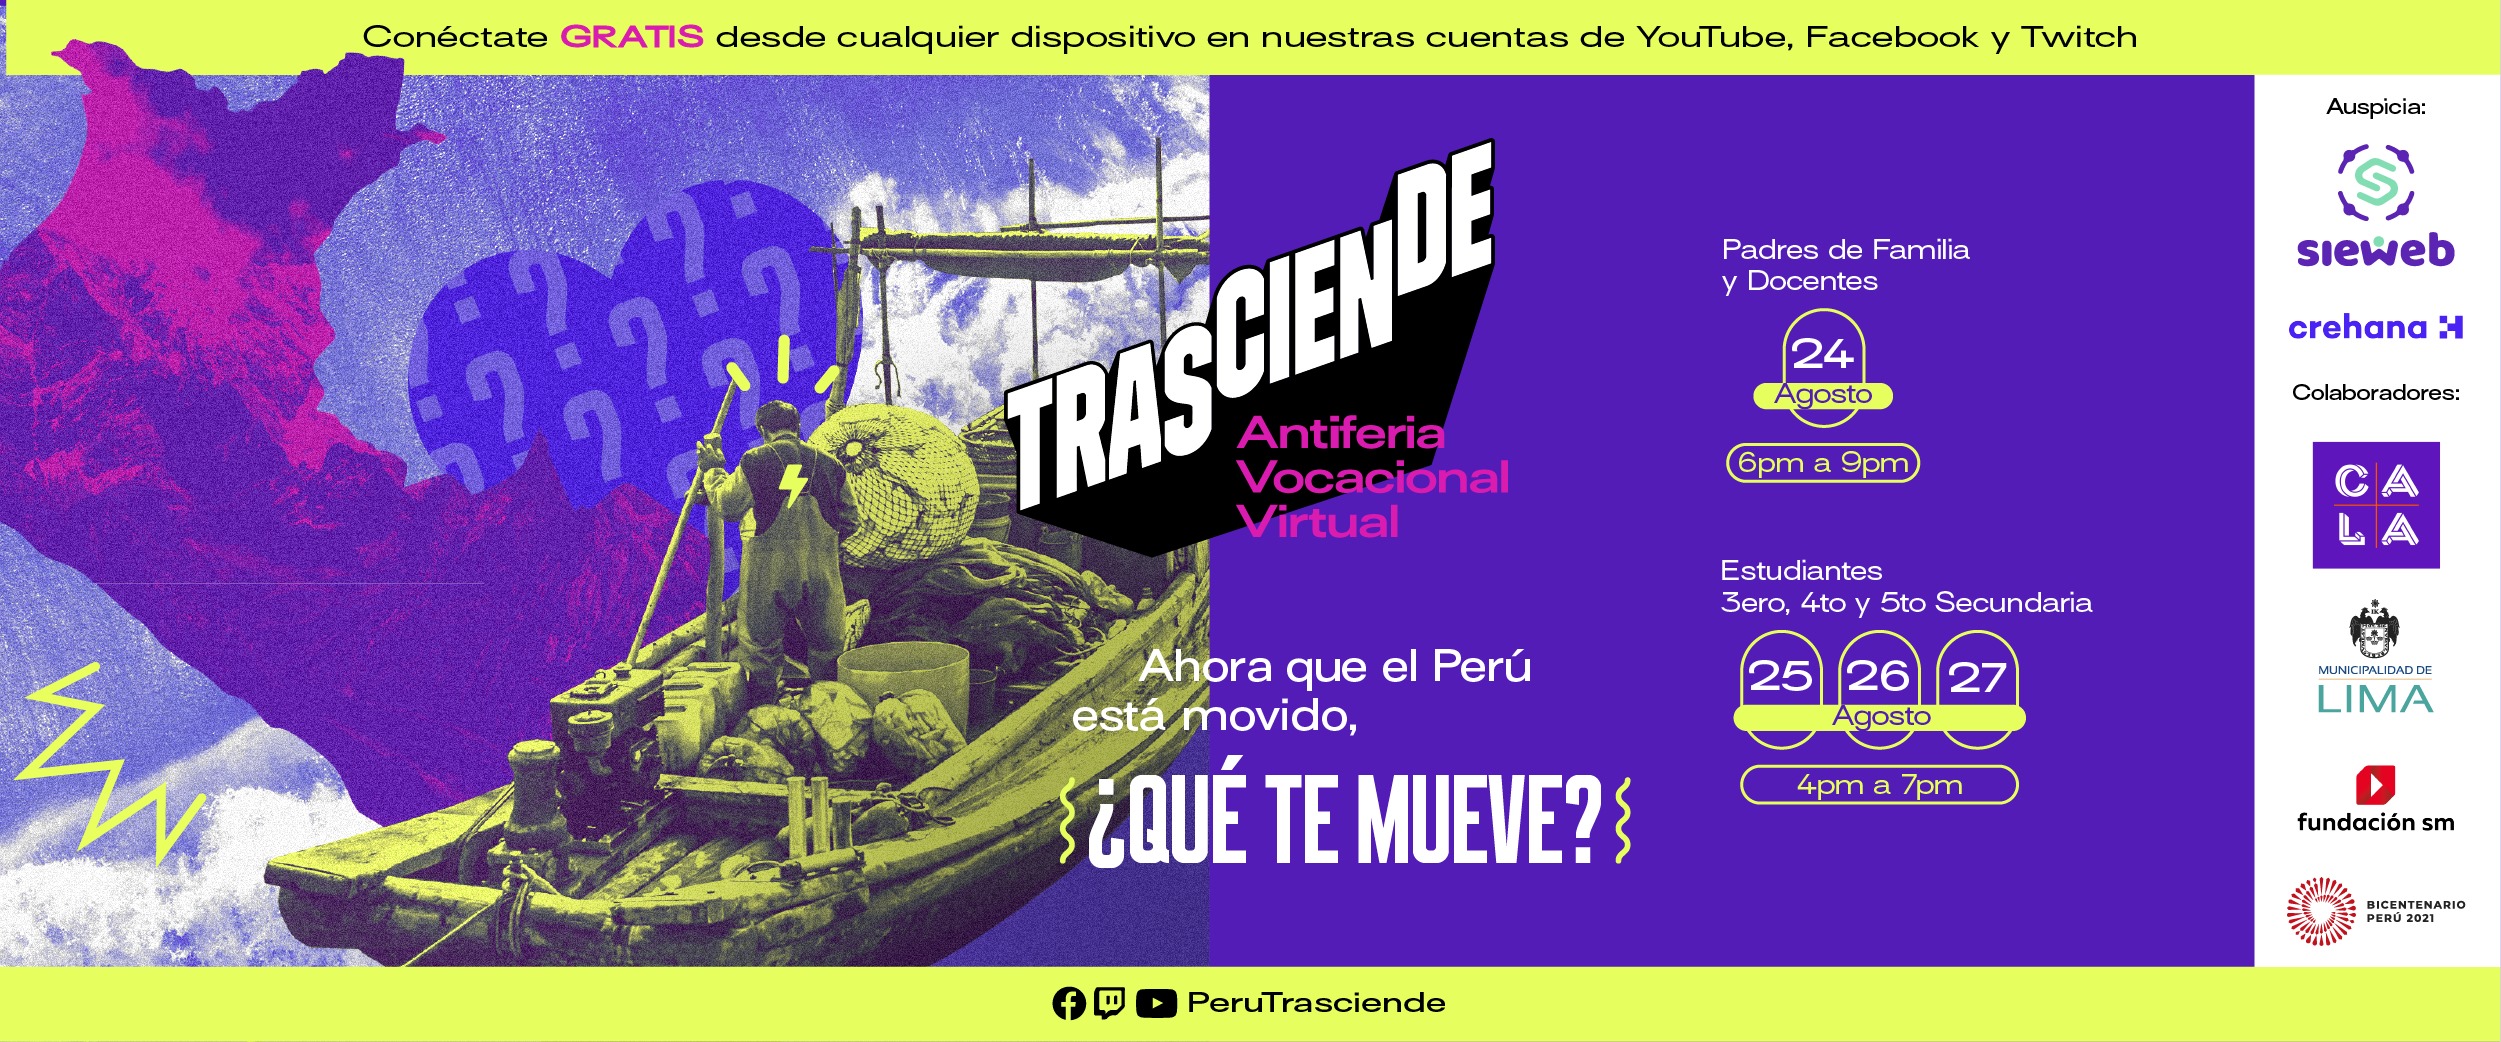 Conéctate GRATIS desde cualquier dispositivo en nuestras cuentas de YouTube, Facebook y Twitch
TRASCIENDE
Antiferia
Vocacional
Virtual
Ahora que el Perú
está movido,
¿QUÉ TE MUEVE?
Padres de Familia
y Docentes
24
Agosto
6pm a 9pm
Estudiantes
3ero, 4to y 5to Secundaria
25 26 27
Agosto
4pm a 7pm
Auspicia:
sieweb
crehana
Colaboradores:
CA
LA
MUNICIPALIDAD DE
LIMA
fundación sm
BICENTENARIO
PERÚ 2021
PeruTrasciende